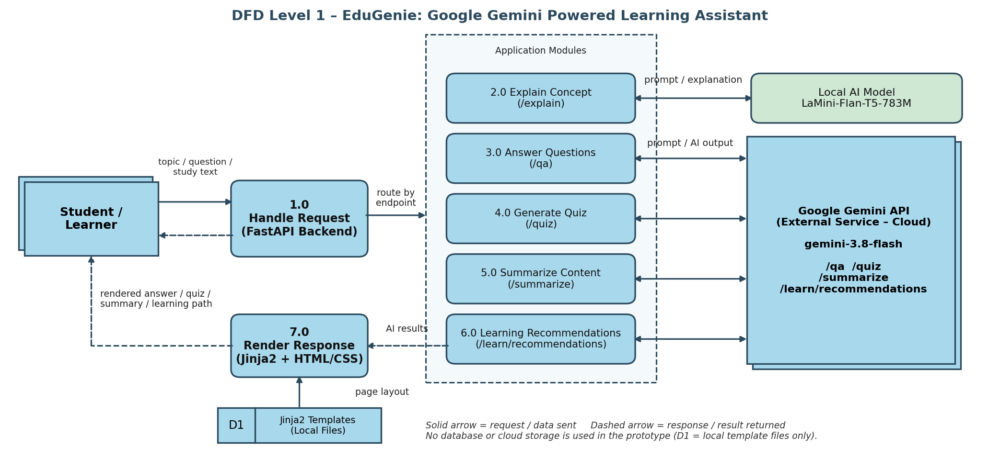 DFD Level 1 – EduGenie: Google Gemini Powered Learning Assistant
Application Modules
topic / question /
study text
Student /
Learner
1.0
Handle Request
(FastAPI Backend)
route by
endpoint
2.0 Explain Concept
(/explain)
prompt / explanation
Local AI Model
LaMini-Flan-T5-783M
3.0 Answer Questions
(/qa)
prompt / AI output
4.0 Generate Quiz
(/quiz)
5.0 Summarize Content
(/summarize)
6.0 Learning Recommendations
(/learn/recommendations)
Google Gemini API
(External Service – Cloud)
gemini-3.8-flash
/qa  /quiz
/summarize
/learn/recommendations
rendered answer / quiz /
summary / learning path
7.0
Render Response
(Jinja2 + HTML/CSS)
AI results
page layout
D1
Jinja2 Templates
(Local Files)
Solid arrow = request / data sent     Dashed arrow = response / result returned
No database or cloud storage is used in the prototype (D1 = local template files only).